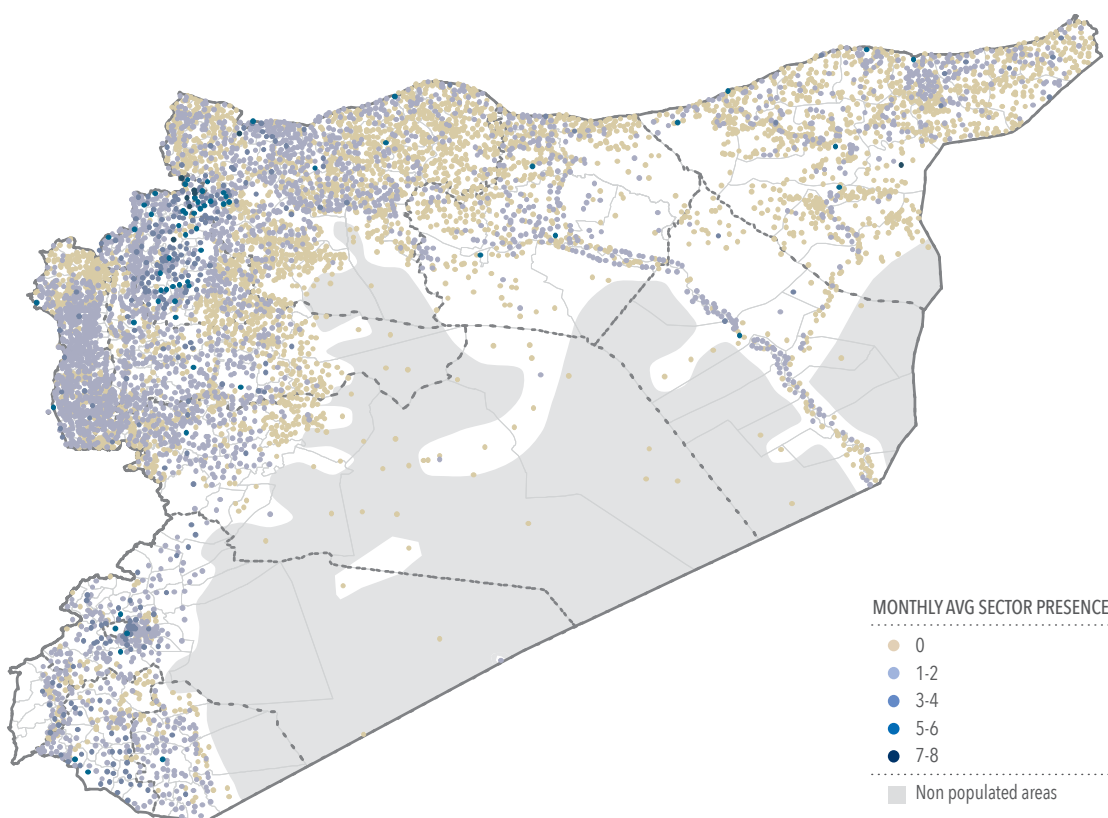 MONTHLY AVG SECTOR PRESENCE
0
1-2
3-4
5-6
7-8
Non populated areas